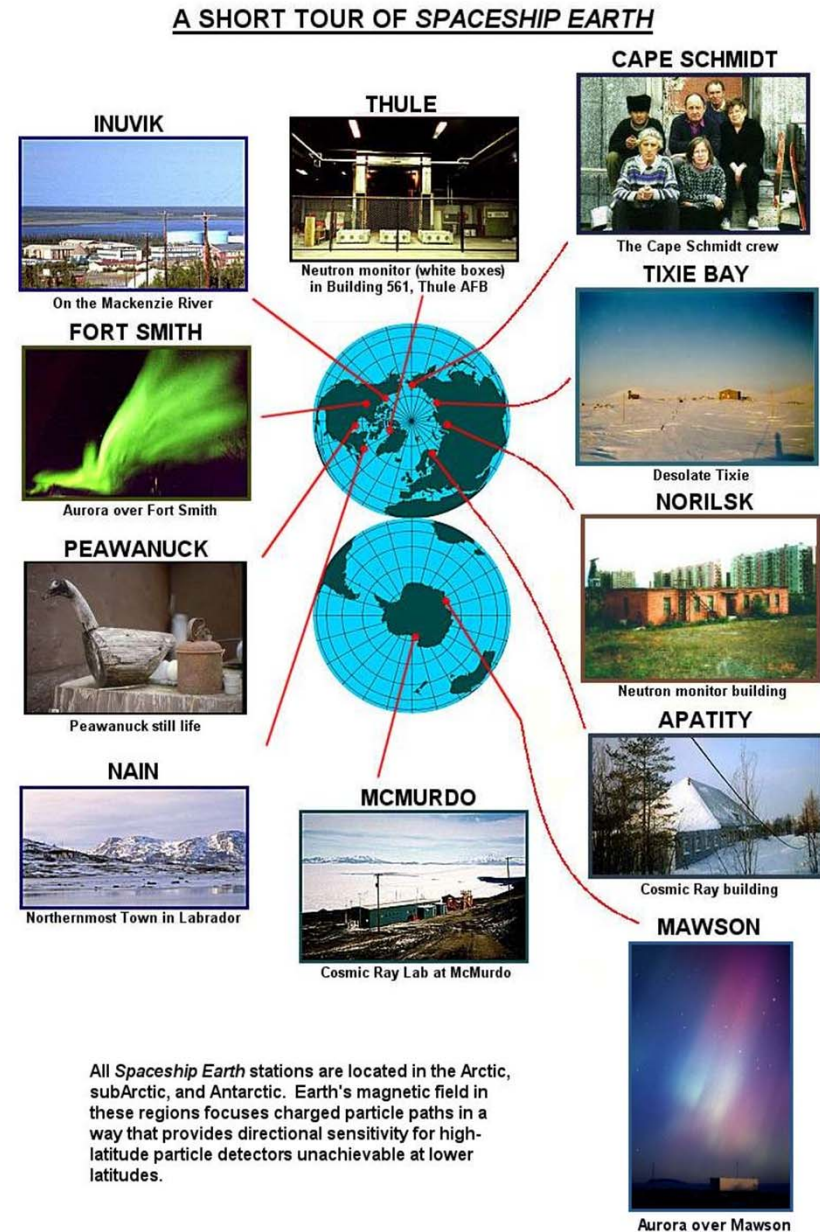 A SHORT TOUR OF SPACESHIP EARTH
CAPE SCHMIDT
The Cape Schmidt crew
THULE
Neutron monitor (white boxes)
in Building 561, Thule AFB
INUVIK
On the Mackenzie River
TIXIE BAY
Desolate Tixie
FORT SMITH
Aurora over Fort Smith
NORILSK
Neutron monitor building
PEAWANUCK
Peawanuck still life
APATITY
Cosmic Ray building
NAIN
Northernmost Town in Labrador
MCMURDO
Cosmic Ray Lab at McMurdo
MAWSON
Aurora over Mawson
All Spaceship Earth stations are located in the Arctic,
subArctic, and Antarctic.  Earth's magnetic field in
these regions focuses charged particle paths in a
way that provides directional sensitivity for high-
latitude particle detectors unachievable at lower
latitudes.